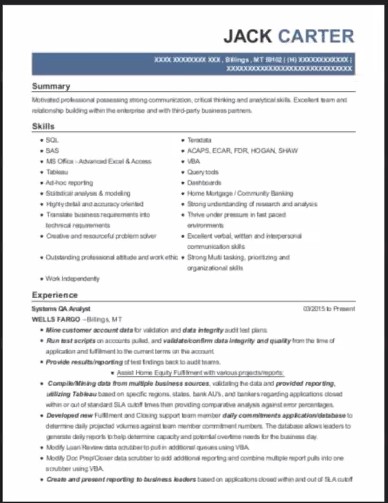 JACK CARTER
XXXX XXXXXXXX XXX , Billings , MT 59102 | (H) XXXXXXXXXXXX |
XXXXXXXXXXXXXXXXXXXXXXXXXXXXX
Summary
Motivated professional possessing strong communication, critical thinking and analytical skills. Excellent team and
relationship building within the enterprise and with third-party business partners.
Skills
• SQL
• SAS
• MS Office - Advanced Excel & Access
• Tableau
• Ad-hoc reporting
• Statistical analysis & modeling
• Highly detail and accuracy oriented
• Translate business requirements into
technical requirements
• Creative and resourceful problem solver
• Outstanding professional attitude and work ethic
• Work Independently
• Teradata
• ACAPS, ECAR, FDR, HOGAN, SHAW
• VBA
• Query tools
• Dashboards
• Home Mortgage / Community Banking
• Strong understanding of research and analysis
• Thrive under pressure in fast paced
environments
• Excellent verbal, written and interpersonal
communication skills
• Strong Multi tasking, prioritizing and
organizational skills
Experience
Systems QA Analyst 03/2015 to Present
WELLS FARGO - Billings, MT
• Mine customer account data for validation and data integrity audit test plans.
• Run test scripts on accounts pulled, and validate/confirm data integrity and quality from the time of
application and fulfillment to the current terms on the account.
• Provide results/reporting of test findings back to audit teams.
• Assist Home Equity Fulfillment with various projects/reports:
• Compile/Mining data from multiple business sources, validating the data and provided reporting,
utilizing Tableau based on specific regions, states, bank AU's, and bankers regarding applications closed
within or out of standard SLA cutoff times then providing comparative analysis against error percentages.
• Developed new Fulfillment and Closing support team member daily commitments application/database to
determine daily projected volumes against team member commitment numbers. The database allows leaders to
generate daily reports to help determine capacity and potential overtime needs for the business day.
• Modify Loan Review data scrubber to pull in additional queues using VBA.
• Modify Doc Prep/Closer data scrubber to add additional reporting and combine multiple report pulls into one
scrubber using VBA.
• Create and present reporting to business leaders based on applications closed within and out of SLA cutoff